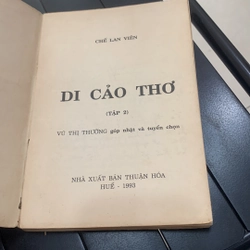 CHẾ LAN VIÊN
DI CẢO THƠ
(TẬP 2)
VŨ THỊ THƯỜNG góp nhặt và tuyển chọn
NHÀ XUẤT BẢN THUẬN HÓA
HUẾ - 1993